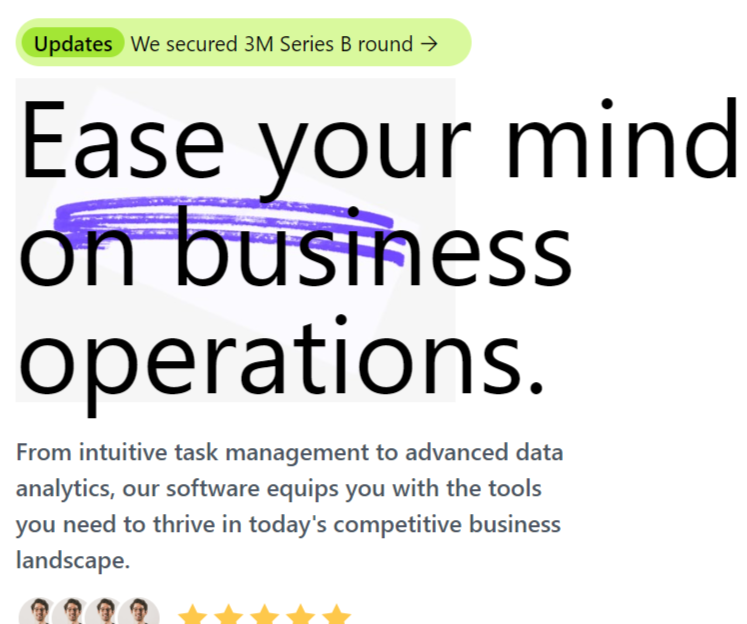 Updates We secured 3M Series B round →
Ease your mind
on business
operations.
From intuitive task management to advanced data
analytics, our software equips you with the tools
you need to thrive in today's competitive business
landscape.